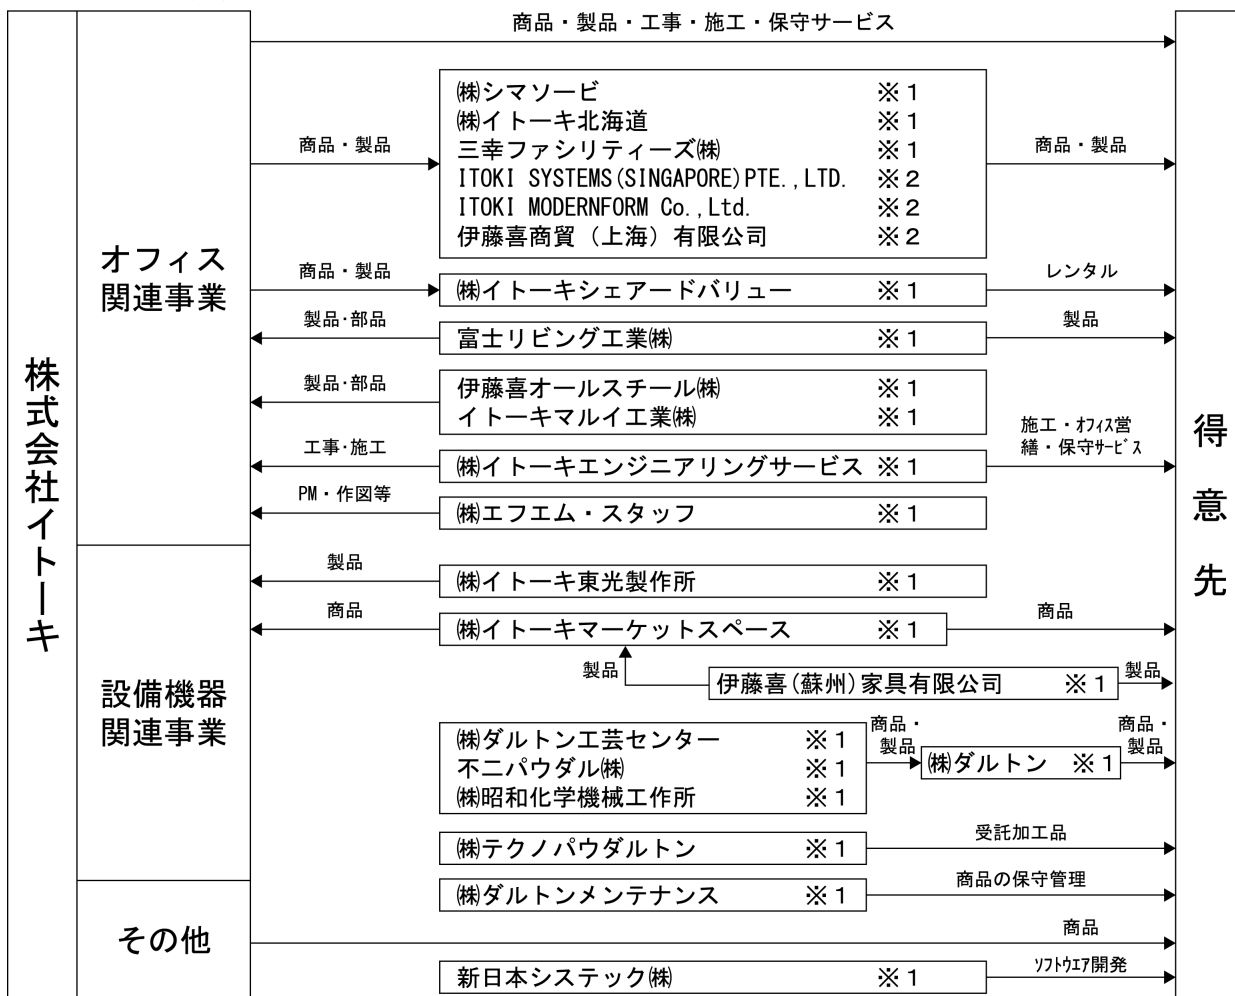 商品・製品・工事・施工・保守サービス
株式会社イトーキ
オフィス
関連事業
商品・製品
㈱シマソービ ※1
㈱イトーキ北海道 ※1
三幸ファシリティーズ㈱ ※1
ITOKI SYSTEMS(SINGAPORE)PTE.,LTD. ※2
ITOKI MODERNFORM Co.,Ltd. ※2
伊藤喜商貿（上海）有限公司 ※2
商品・製品
商品・製品
㈱イトーキシェアードバリュー ※1
レンタル
製品・部品
富士リビング工業㈱ ※1
製品
製品・部品
伊藤喜オールスチール㈱ ※1
イトーキマルイ工業㈱ ※1
工事・施工
㈱イトーキエンジニアリングサービス ※1
施工・ｵﾌｨｽ営
繕・保守ｻｰﾋﾞｽ
PM・作図等
㈱エフエム・スタッフ ※1
得意先
設備機器
関連事業
製品
㈱イトーキ東光製作所 ※1
商品
㈱イトーキマーケットスペース ※1
商品
製品
伊藤喜(蘇州)家具有限公司 ※1
製品
㈱ダルトン工芸センター ※1
不二パウダル㈱ ※1
㈱昭和化学機械工作所 ※1
商品・
製品
㈱ダルトン ※1
商品・
製品
㈱テクノパウダルトン ※1
受託加工品
㈱ダルトンメンテナンス ※1
商品の保守管理
その他
商品
新日本システック㈱ ※1
ｿﾌﾄｳｴｱ開発